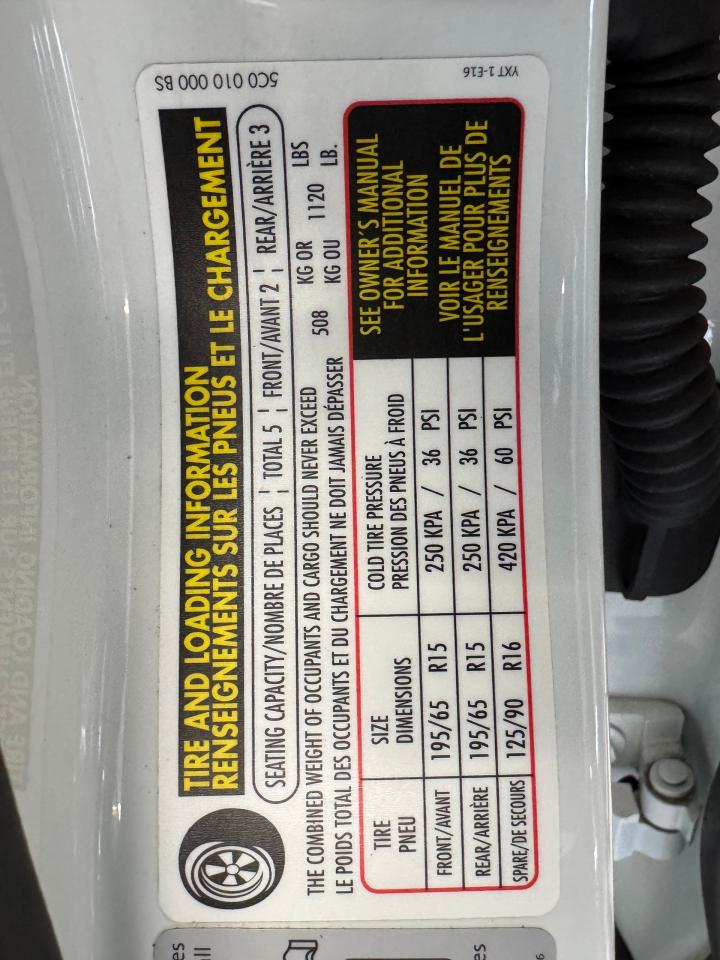 5C0 010 000 BS
YXT 1-E16
TIRE AND LOADING INFORMATION
RENSEIGNEMENTS SUR LES PNEUS ET LE CHARGEMENT
SEATING CAPACITY/NOMBRE DE PLACES ¦ TOTAL 5 ¦ FRONT/AVANT 2 ¦ REAR/ARRIÈRE 3
THE COMBINED WEIGHT OF OCCUPANTS AND CARGO SHOULD NEVER EXCEED 508 KG OR 1120 LBS
LE POIDS TOTAL DES OCCUPANTS ET DU CHARGEMENT NE DOIT JAMAIS DÉPASSER KG OU LB.
TIRE SIZE COLD TIRE PRESSURE
PNEU DIMENSIONS PRESSION DES PNEUS À FROID
FRONT/AVANT 195/65 R15 250 KPA / 36 PSI
REAR/ARRIÈRE 195/65 R15 250 KPA / 36 PSI
SPARE/DE SECOURS 125/90 R16 420 KPA / 60 PSI
SEE OWNER'S MANUAL
FOR ADDITIONAL
INFORMATION
VOIR LE MANUEL DE
L'USAGER POUR PLUS DE
RENSEIGNEMENTS